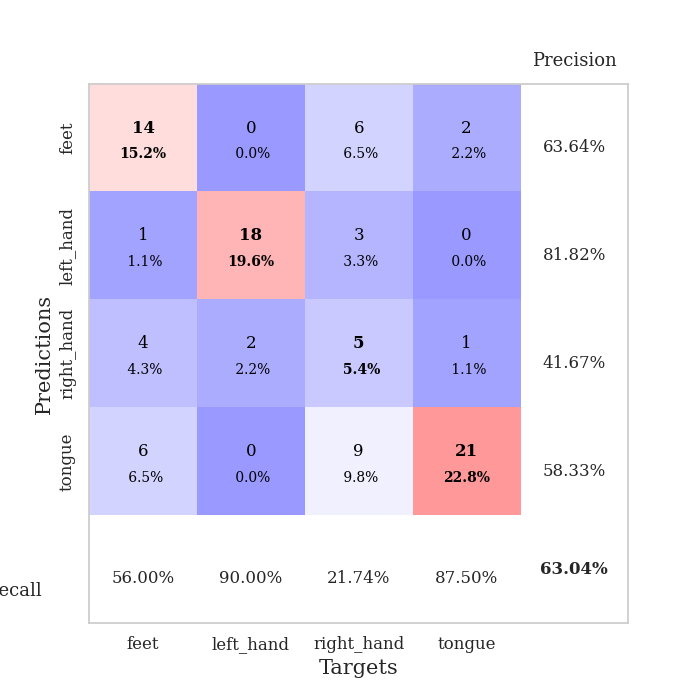 Precision
feet 14 0 6 2 63.64%
15.2% 0.0% 6.5% 2.2%
left_hand 1 18 3 0 81.82%
1.1% 19.6% 3.3% 0.0%
Predictions
right_hand 4 2 5 1 41.67%
4.3% 2.2% 5.4% 1.1%
tongue 6 0 9 21 58.33%
6.5% 0.0% 9.8% 22.8%
ecall 56.00% 90.00% 21.74% 87.50% 63.04%
feet left_hand right_hand tongue
Targets